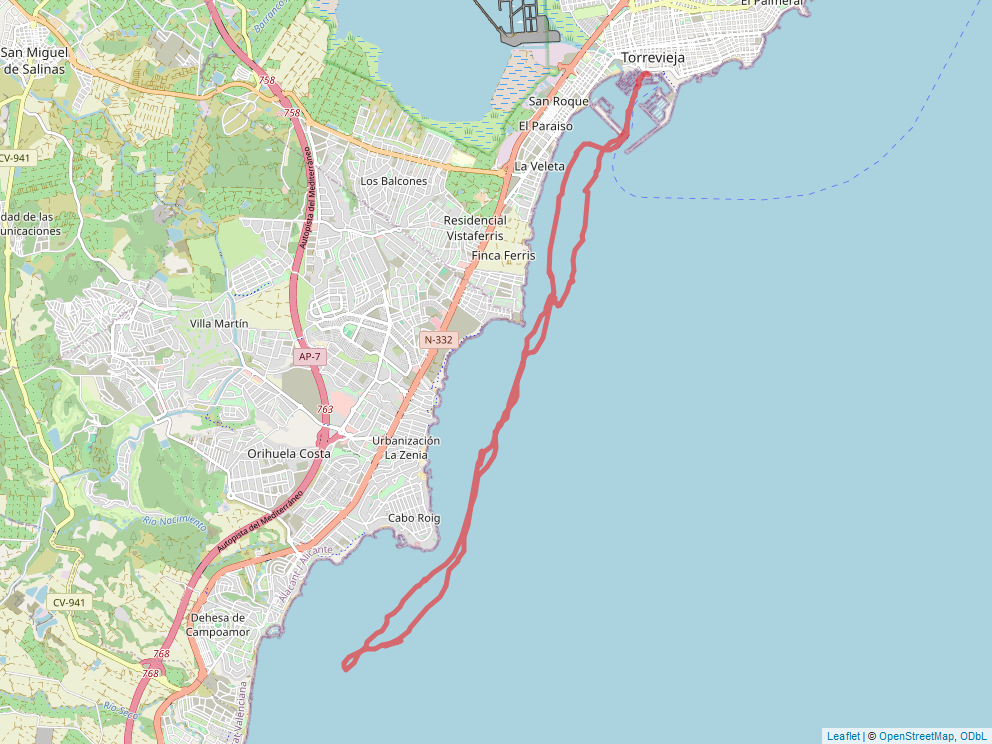 El Palmeral
San Miguel
de Salinas
Barranco
Torrevieja
758
San Roque
758
El Paraiso
CV-941
La Veleta
Los Balcones
Autopista del Mediterráneo
dad de las
unicaciones
Residencial
Vistaferris
Finca Ferris
Villa Martín
N-332
AP-7
763
Urbanización
La Zenia
Orihuela Costa
Cabo Roig
Río Nacimiento
Autopista del Mediterráneo
Alacant / Alicante
CV-941
Dehesa de
Campoamor
768
768
Río Seco
at Valenciana
Leaflet | © OpenStreetMap, ODbL